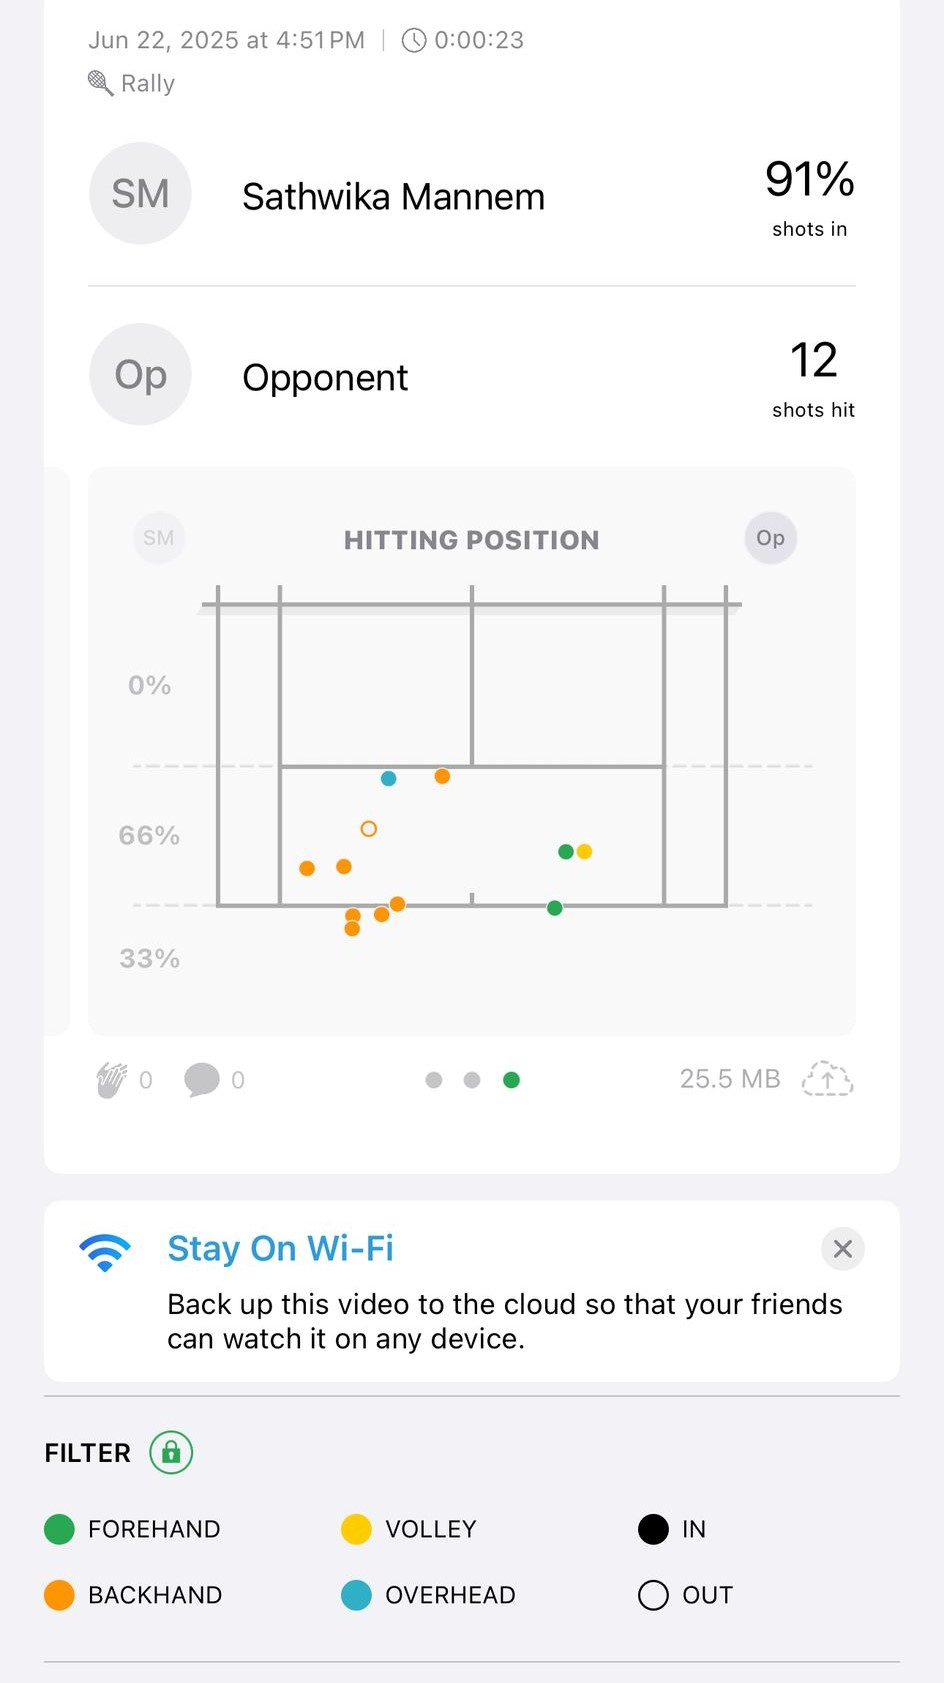 Jun 22, 2025 at 4:51 PM | 0:00:23
Rally
SM Sathwika Mannem 91%
shots in
Op Opponent 12
shots hit
SM HITTING POSITION Op
0%
66%
33%
0 0 25.5 MB
Stay On Wi-Fi
Back up this video to the cloud so that your friends
can watch it on any device.
FILTER
FOREHAND VOLLEY IN
BACKHAND OVERHEAD OUT